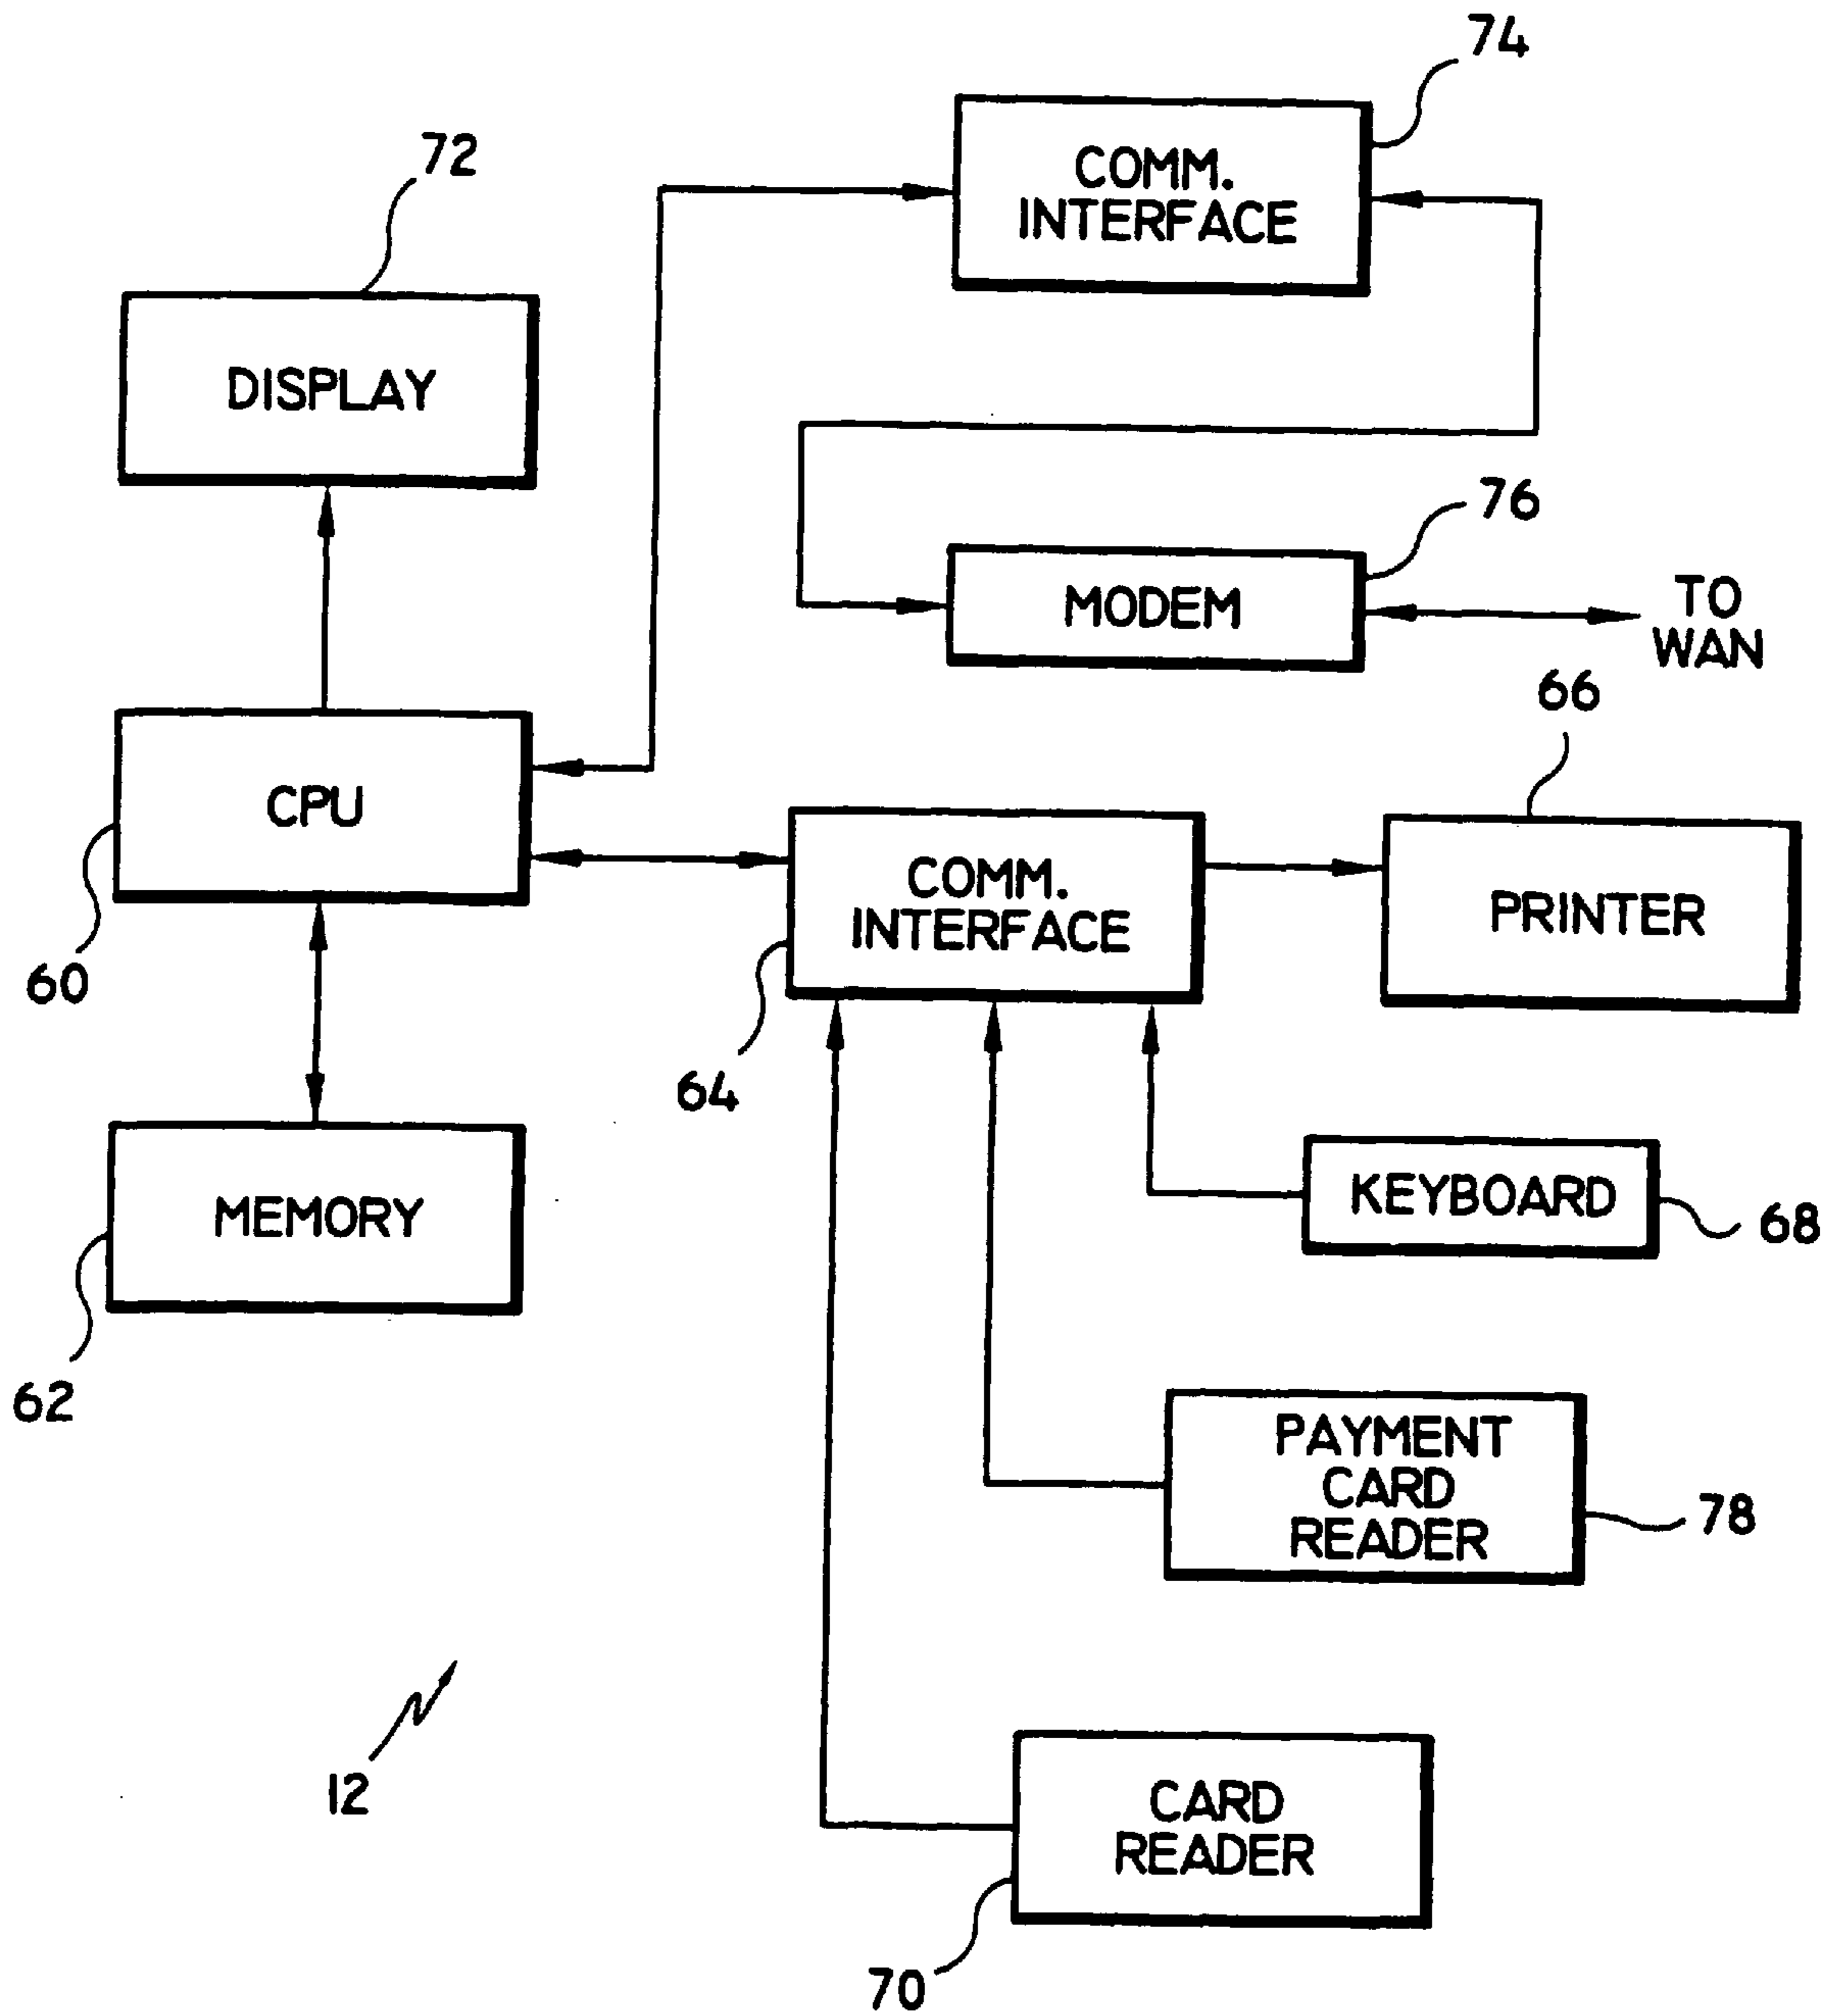 74
COMM.
INTERFACE
72
DISPLAY
76
MODEM
TO
WAN
66
CPU
60
COMM.
INTERFACE
64
PRINTER
MEMORY
62
KEYBOARD
68
PAYMENT
CARD
READER
78
12
CARD
READER
70